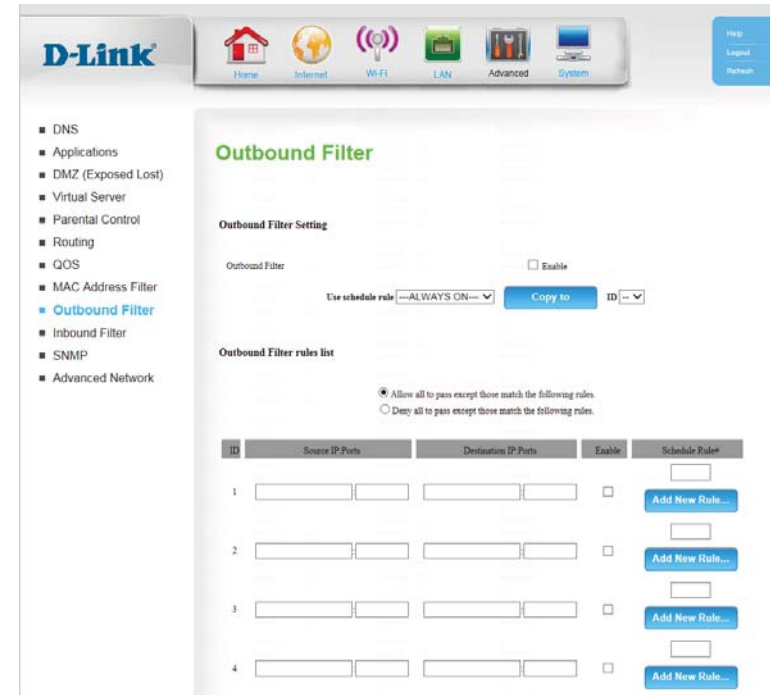 D-Link
Home
Internet
Wi-Fi
LAN
Advanced
System
Help
Logout
Refresh
DNS
Applications
DMZ (Exposed Lost)
Virtual Server
Parental Control
Routing
QOS
MAC Address Filter
Outbound Filter
Inbound Filter
SNMP
Advanced Network
Outbound Filter
Outbound Filter Setting
Outbound Filter Enable
Use schedule rule ---ALWAYS ON--- Copy to ID --
Outbound Filter rules list
Allow all to pass except those match the following rules.
Deny all to pass except those match the following rules.
ID Source IP:Ports Destination IP:Ports Enable Schedule Rule#
1 : : Add New Rule...
2 : : Add New Rule...
3 : : Add New Rule...
4 : : Add New Rule...